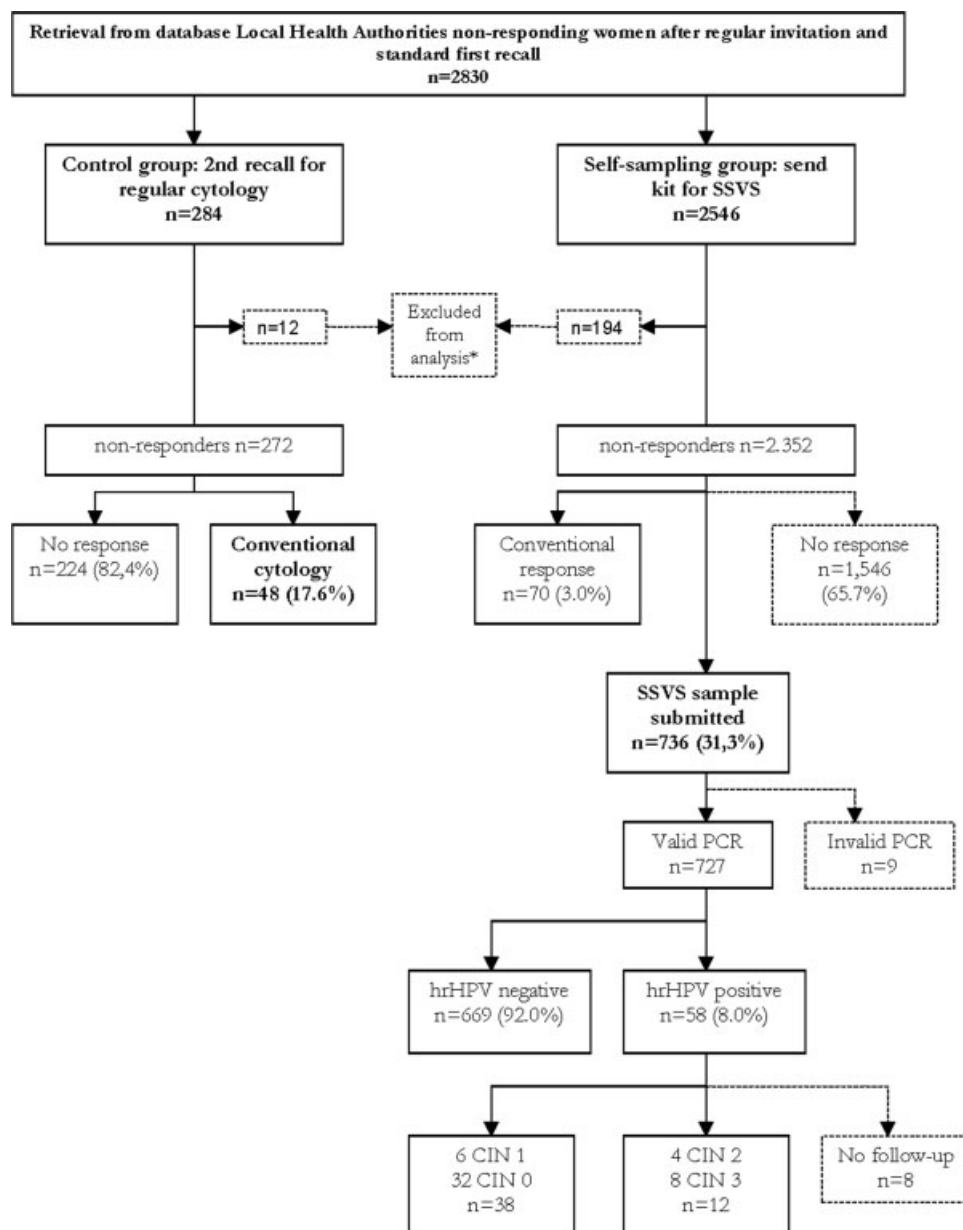 Retrieval from database Local Health Authorities non-responding women after regular invitation and
standard first recall
n=2830
Control group: 2nd recall for
regular cytology
n=284
Self-sampling group: send
kit for SSVS
n=2546
n=12
Excluded
from
analysis*
n=194
non-responders n=272
non-responders n=2.352
No response
n=224 (82,4%)
Conventional
cytology
n=48 (17.6%)
Conventional
response
n=70 (3.0%)
No response
n=1,546
(65.7%)
SSVS sample
submitted
n=736 (31,3%)
Valid PCR
n=727
Invalid PCR
n=9
hrHPV negative
n=669 (92.0%)
hrHPV positive
n=58 (8.0%)
6 CIN 1
32 CIN 0
n=38
4 CIN 2
8 CIN 3
n=12
No follow-up
n=8